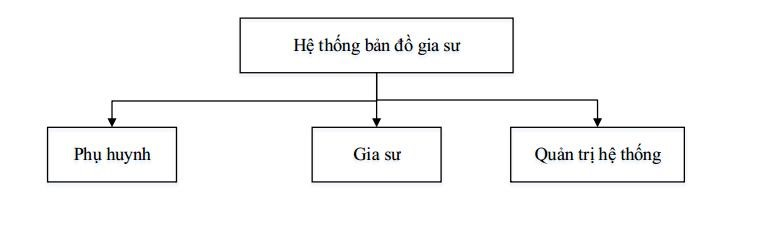 Hệ thống bản đồ gia sư
Phụ huynh
Gia sư
Quản trị hệ thống